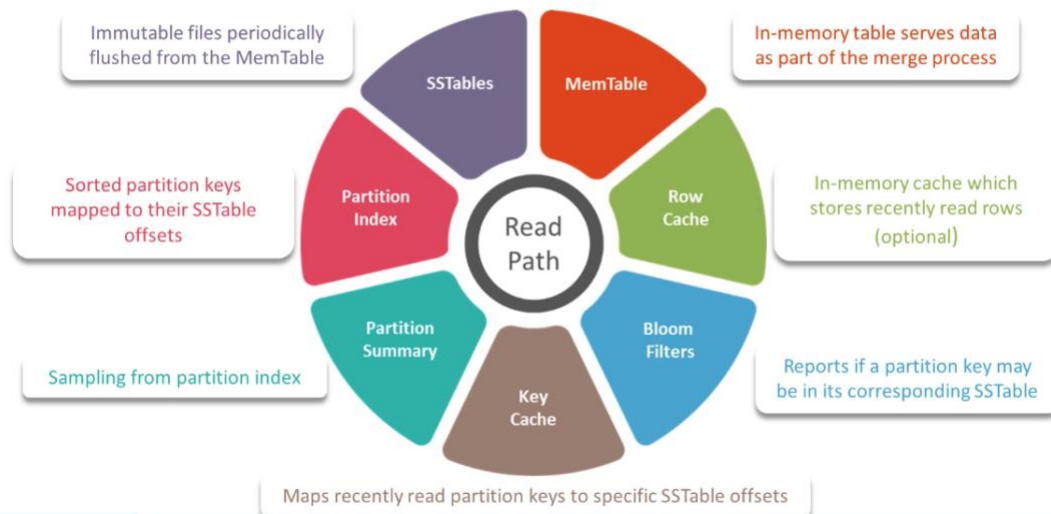 Immutable files periodically
flushed from the MemTable
SSTables
MemTable
In-memory table serves data
as part of the merge process
Sorted partition keys
mapped to their SSTable
offsets
Partition
Index
Read
Path
Row
Cache
In-memory cache which
stores recently read rows
(optional)
Sampling from partition index
Partition
Summary
Key
Cache
Bloom
Filters
Reports if a partition key may
be in its corresponding SSTable
Maps recently read partition keys to specific SSTable offsets